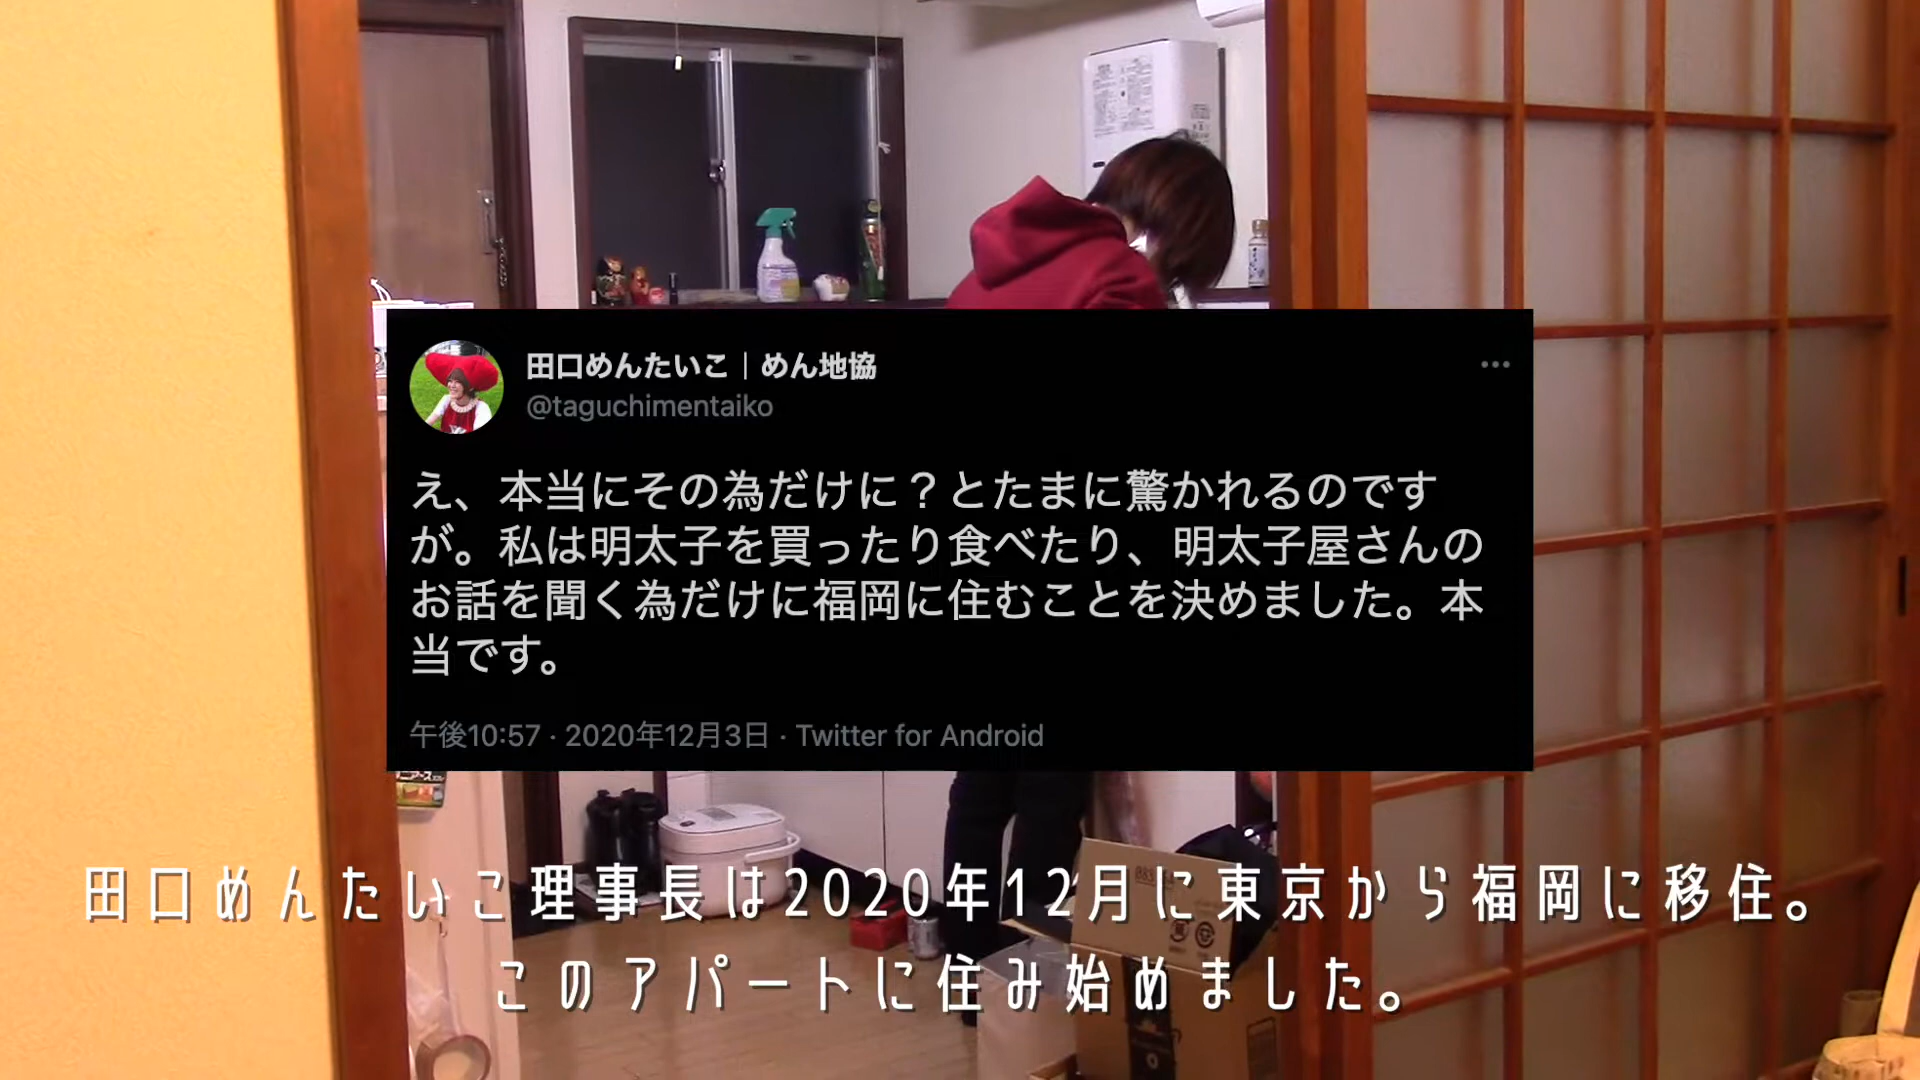 田口めんたいこ｜めん地協
@taguchimentaiko
え、本当にその為だけに？とたまに驚かれるのです
が。私は明太子を買ったり食べたり、明太子屋さんの
お話を聞く為だけに福岡に住むことを決めました。本
当です。
午後10:57 · 2020年12月3日 · Twitter for Android
田口めんたいこ理事長は2020年12月に東京から福岡に移住。
このアパートに住み始めました。